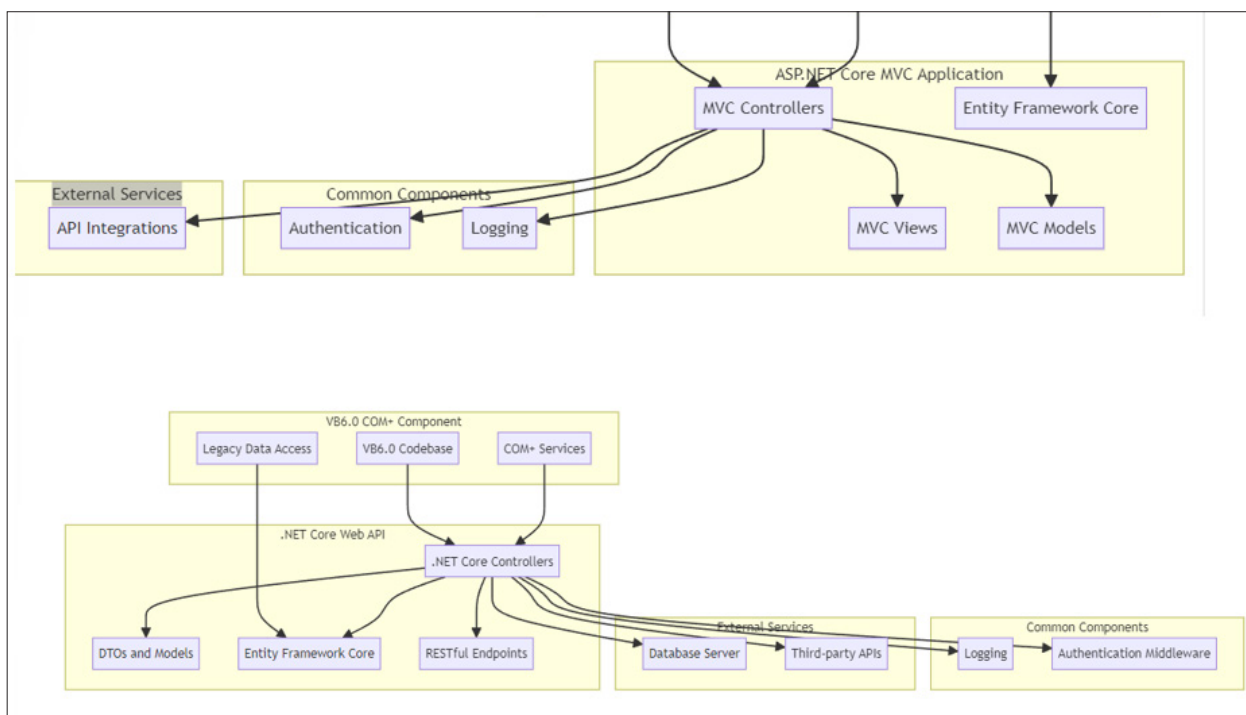 ASP.NET Core MVC Application
MVC Controllers
Entity Framework Core
External Services
Common Components
API Integrations
Authentication
Logging
MVC Views
MVC Models
VB6.0 COM+ Component
Legacy Data Access
VB6.0 Codebase
COM+ Services
.NET Core Web API
.NET Core Controllers
External Services
Common Components
DTOs and Models
Entity Framework Core
RESTful Endpoints
Database Server
Third-party APIs
Logging
Authentication Middleware